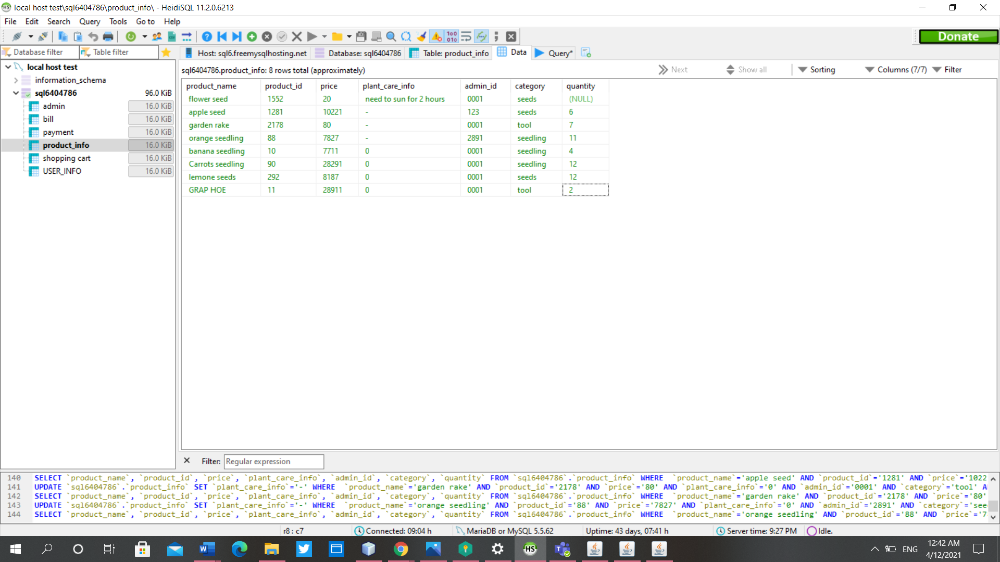 local host test\sql6404786\product_info\ - HeidiSQL 11.2.0.6213
File Edit Search Query Tools Go to Help
Donate
Database filter Table filter
Host: sql6.freemysqlhosting.net Database: sql6404786 Table: product_info Data Query*
local host test
information_schema
sql6404786 96.0 KiB
admin 16.0 KiB
bill 16.0 KiB
payment 16.0 KiB
product_info 16.0 KiB
shopping cart 16.0 KiB
USER_INFO 16.0 KiB
sql6404786.product_info: 8 rows total (approximately) Next Show all Sorting Columns (7/7) Filter
product_name product_id price plant_care_info admin_id category quantity
flower seed 1552 20 need to sun for 2 hours 0001 seeds (NULL)
apple seed 1281 10221 - 123 seeds 6
garden rake 2178 80 - 0001 tool 7
orange seedling 88 7827 - 2891 seedling 11
banana seedling 10 7711 0 0001 seedling 4
Carrots seedling 90 28291 0 0001 seedling 12
lemone seeds 292 8187 0 0001 seeds 12
GRAP HOE 11 28911 0 0001 tool 2
Filter: Regular expression
140 SELECT `product_name`, `product_id`, `price`, `plant_care_info`, `admin_id`, `category`, `quantity` FROM `sql6404786`.`product_info` WHERE `product_name`='apple seed' AND `product_id`='1281' AND `price`='1022
141 UPDATE `sql6404786`.`product_info` SET `plant_care_info`='-' WHERE `product_name`='garden rake' AND `product_id`='2178' AND `price`='80' AND `plant_care_info`='0' AND `admin_id`='0001' AND `category`='tool' A
142 SELECT `product_name`, `product_id`, `price`, `plant_care_info`, `admin_id`, `category`, `quantity` FROM `sql6404786`.`product_info` WHERE `product_name`='garden rake' AND `product_id`='2178' AND `price`='80'
143 UPDATE `sql6404786`.`product_info` SET `plant_care_info`='-' WHERE `product_name`='orange seedling' AND `product_id`='88' AND `price`='7827' AND `plant_care_info`='0' AND `admin_id`='2891' AND `category`='see
144 SELECT `product_name`, `product_id`, `price`, `plant_care_info`, `admin_id`, `category`, `quantity` FROM `sql6404786`.`product_info` WHERE `product_name`='orange seedling' AND `product_id`='88' AND `price`='7
r8 : c7 Connected: 09:04 h MariaDB or MySQL 5.5.62 Uptime: 43 days, 07:41 h Server time: 9:27 PM Idle.
HS ENG 12:42 AM
4/12/2021